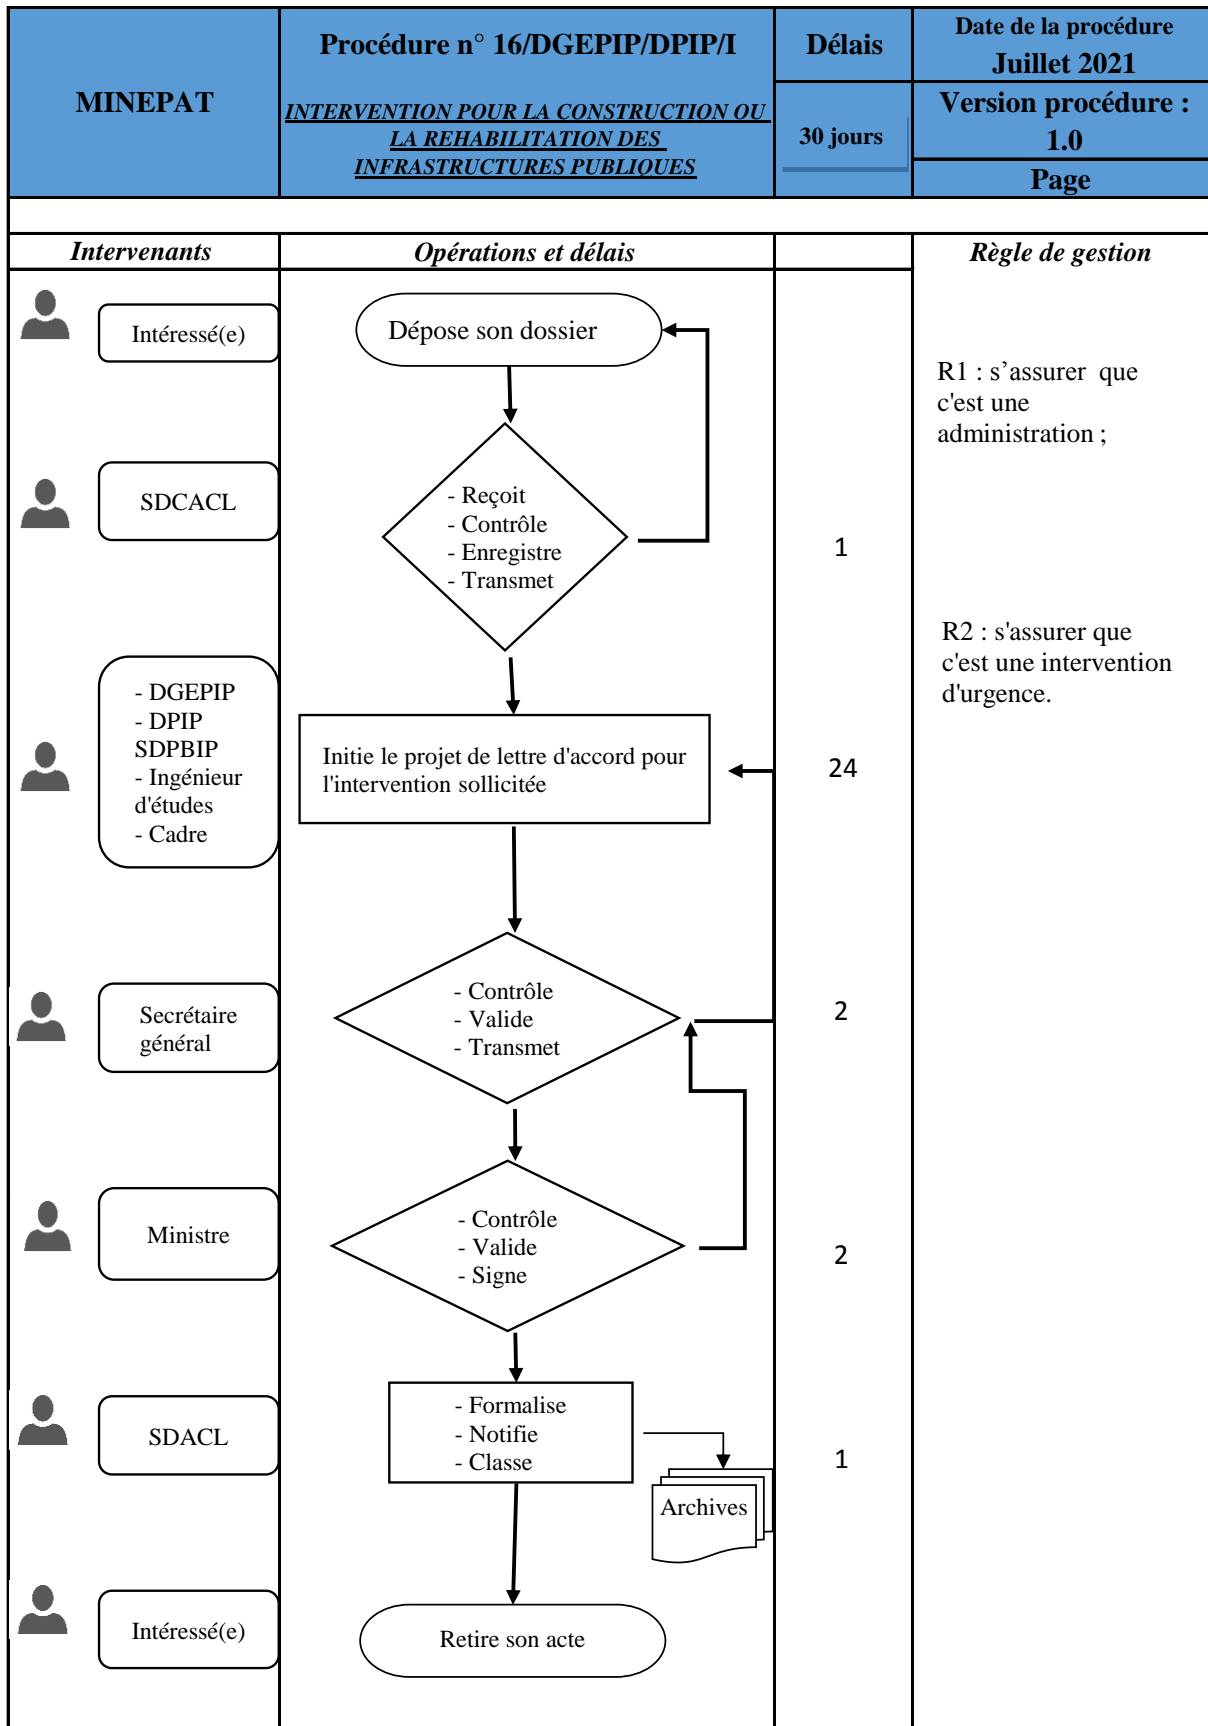 MINEPAT
Procédure n° 16/DGEPIP/DPIP/I
INTERVENTION POUR LA CONSTRUCTION OU
LA REHABILITATION DES
INFRASTRUCTURES PUBLIQUES
Délais
30 jours
Date de la procédure
Juillet 2021
Version procédure :
1.0
Page
Intervenants
Opérations et délais
Règle de gestion
Intéressé(e)
Dépose son dossier
R1 : s’assurer  que
c'est une
administration ;
SDCACL
- Reçoit
- Contrôle
- Enregistre
- Transmet
1
R2 : s'assurer que
c'est une intervention
d'urgence.
- DGEPIP
- DPIP
SDPBIP
- Ingénieur
d'études
- Cadre
Initie le projet de lettre d'accord pour
l'intervention sollicitée
24
Secrétaire
général
- Contrôle
- Valide
- Transmet
2
Ministre
- Contrôle
- Valide
- Signe
2
SDACL
- Formalise
- Notifie
- Classe
Archives
1
Intéressé(e)
Retire son acte